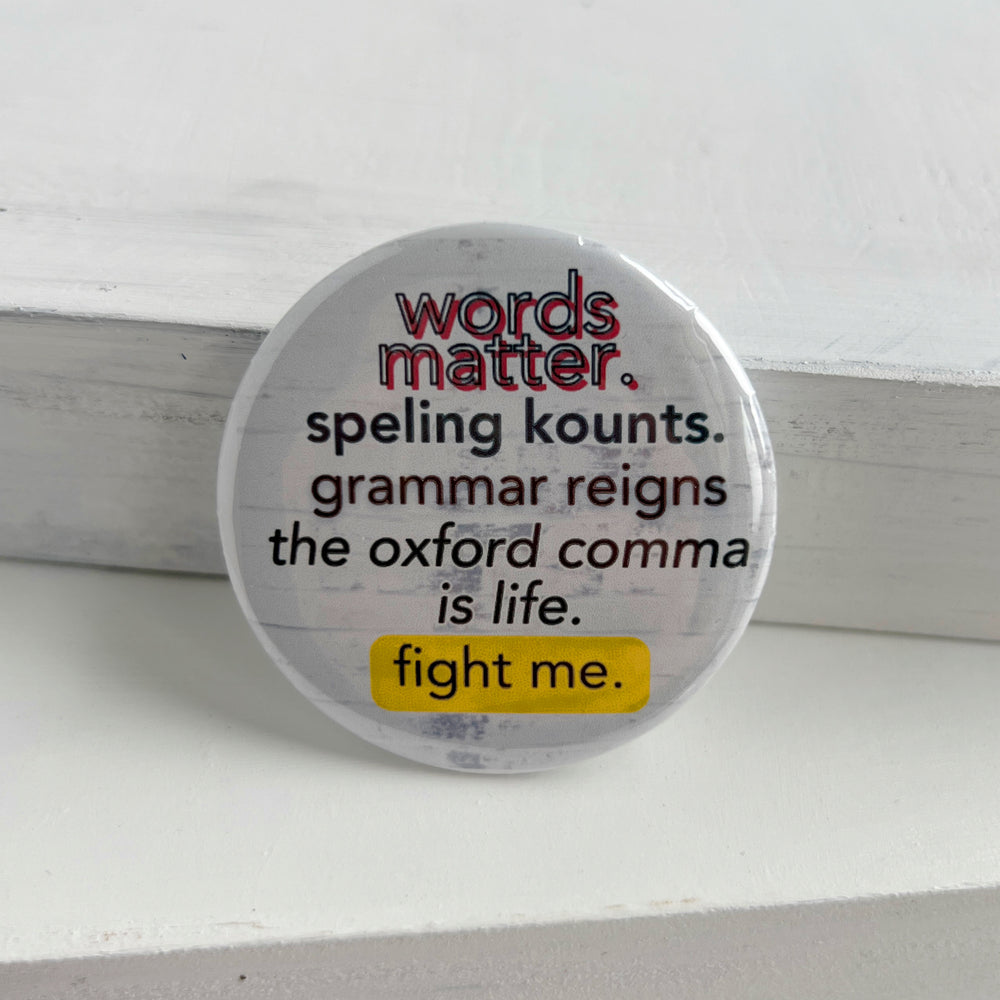 words
matter.
speling kounts.
grammar reigns
the oxford comma
is life.
fight me.